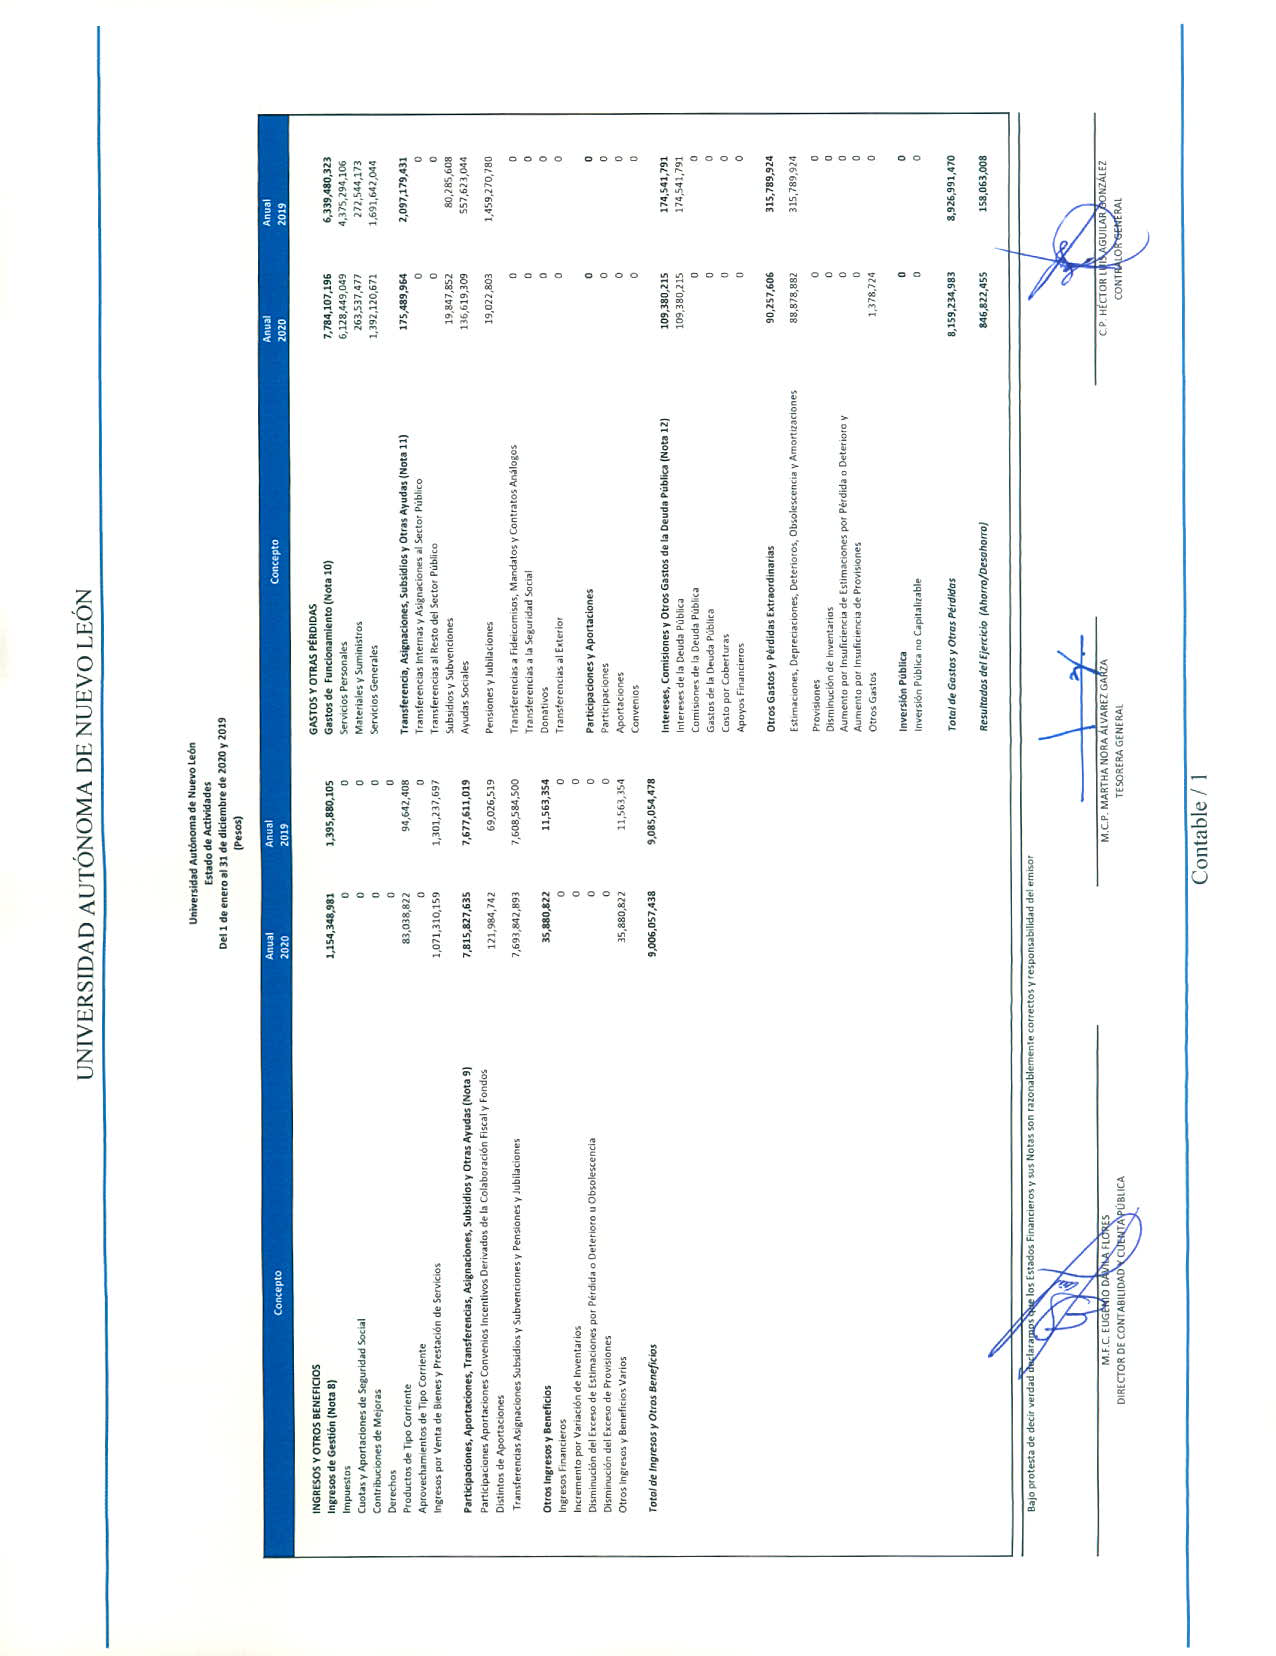 UNIVERSIDAD AUTÓNOMA DE NUEVO LEÓN
Universidad Autónoma de Nuevo León
Estado de Actividades
Del 1 de enero al 31 de diciembre de 2020 y 2019
(Pesos)
Concepto Anual 2020 Anual 2019
INGRESOS Y OTROS BENEFICIOS
Ingresos de Gestión (Nota 8) 1,154,348,981 1,395,880,105
Impuestos 0 0
Cuotas y Aportaciones de Seguridad Social 0 0
Contribuciones de Mejoras 0 0
Derechos 0 0
Productos de Tipo Corriente 83,038,822 94,642,408
Aprovechamientos de Tipo Corriente 0 0
Ingresos por Venta de Bienes y Prestación de Servicios 1,071,310,159 1,301,237,697
Participaciones, Aportaciones, Transferencias, Asignaciones, Subsidios y Otras Ayudas (Nota 9) 7,815,827,635 7,677,611,019
Participaciones Aportaciones Convenios Incentivos Derivados de la Colaboración Fiscal y Fondos
Distintos de Aportaciones 121,984,742 69,026,519
Transferencias Asignaciones Subsidios y Subvenciones y Pensiones y Jubilaciones 7,693,842,893 7,608,584,500
Otros Ingresos y Beneficios 35,880,822 11,563,354
Ingresos Financieros 0 0
Incremento por Variación de Inventarios 0 0
Disminución del Exceso de Estimaciones por Pérdida o Deterioro u Obsolescencia 0 0
Disminución del Exceso de Provisiones 0 0
Otros Ingresos y Beneficios Varios 35,880,822 11,563,354
Total de Ingresos y Otros Beneficios 9,006,057,438 9,085,054,478
Concepto Anual 2020 Anual 2019
GASTOS Y OTRAS PÉRDIDAS
Gastos de Funcionamiento (Nota 10) 7,784,107,196 6,339,480,323
Servicios Personales 6,128,449,049 4,375,294,106
Materiales y Suministros 263,537,477 272,544,173
Servicios Generales 1,392,120,671 1,691,642,044
Transferencia, Asignaciones, Subsidios y Otras Ayudas (Nota 11) 175,489,964 2,097,179,431
Transferencias Internas y Asignaciones al Sector Público 0 0
Transferencias al Resto del Sector Público 0 0
Subsidios y Subvenciones 19,847,852 80,285,608
Ayudas Sociales 136,619,309 557,623,044
Pensiones y Jubilaciones 19,022,803 1,459,270,780
Transferencias a Fideicomisos, Mandatos y Contratos Análogos 0 0
Transferencias a la Seguridad Social 0 0
Donativos 0 0
Transferencias al Exterior 0 0
Participaciones y Aportaciones 0 0
Participaciones 0 0
Aportaciones 0 0
Convenios 0 0
Intereses, Comisiones y Otros Gastos de la Deuda Pública (Nota 12) 109,380,215 174,541,791
Intereses de la Deuda Pública 109,380,215 174,541,791
Comisiones de la Deuda Pública 0 0
Gastos de la Deuda Pública 0 0
Costo por Coberturas 0 0
Apoyos Financieros 0 0
Otros Gastos y Pérdidas Extraordinarias 90,257,606 315,789,924
Estimaciones, Depreciaciones, Deterioros, Obsolescencia y Amortizaciones 88,878,882 315,789,924
Provisiones 0 0
Disminución de Inventarios 0 0
Aumento por Insuficiencia de Estimaciones por Pérdida o Deterioro y 0 0
Aumento por Insuficiencia de Provisiones 0 0
Otros Gastos 1,378,724 0
Inversión Pública 0 0
Inversión Pública no Capitalizable 0 0
Total de Gastos y Otras Pérdidas 8,159,234,983 8,926,991,470
Resultados del Ejercicio (Ahorro/Desahorro) 846,822,455 158,063,008
Bajo protesta de decir verdad declaramos que los Estados Financieros y sus Notas son razonablemente correctos y responsabilidad del emisor
M.F.C. EUGENIO DÁVILA FLORES
DIRECTOR DE CONTABILIDAD Y CUENTA PÚBLICA
M.C.P. MARTHA NORA ÁLVAREZ GARZA
TESORERA GENERAL
C.P. HÉCTOR LUIS AGUILAR GONZÁLEZ
CONTRALOR GENERAL
Contable / 1